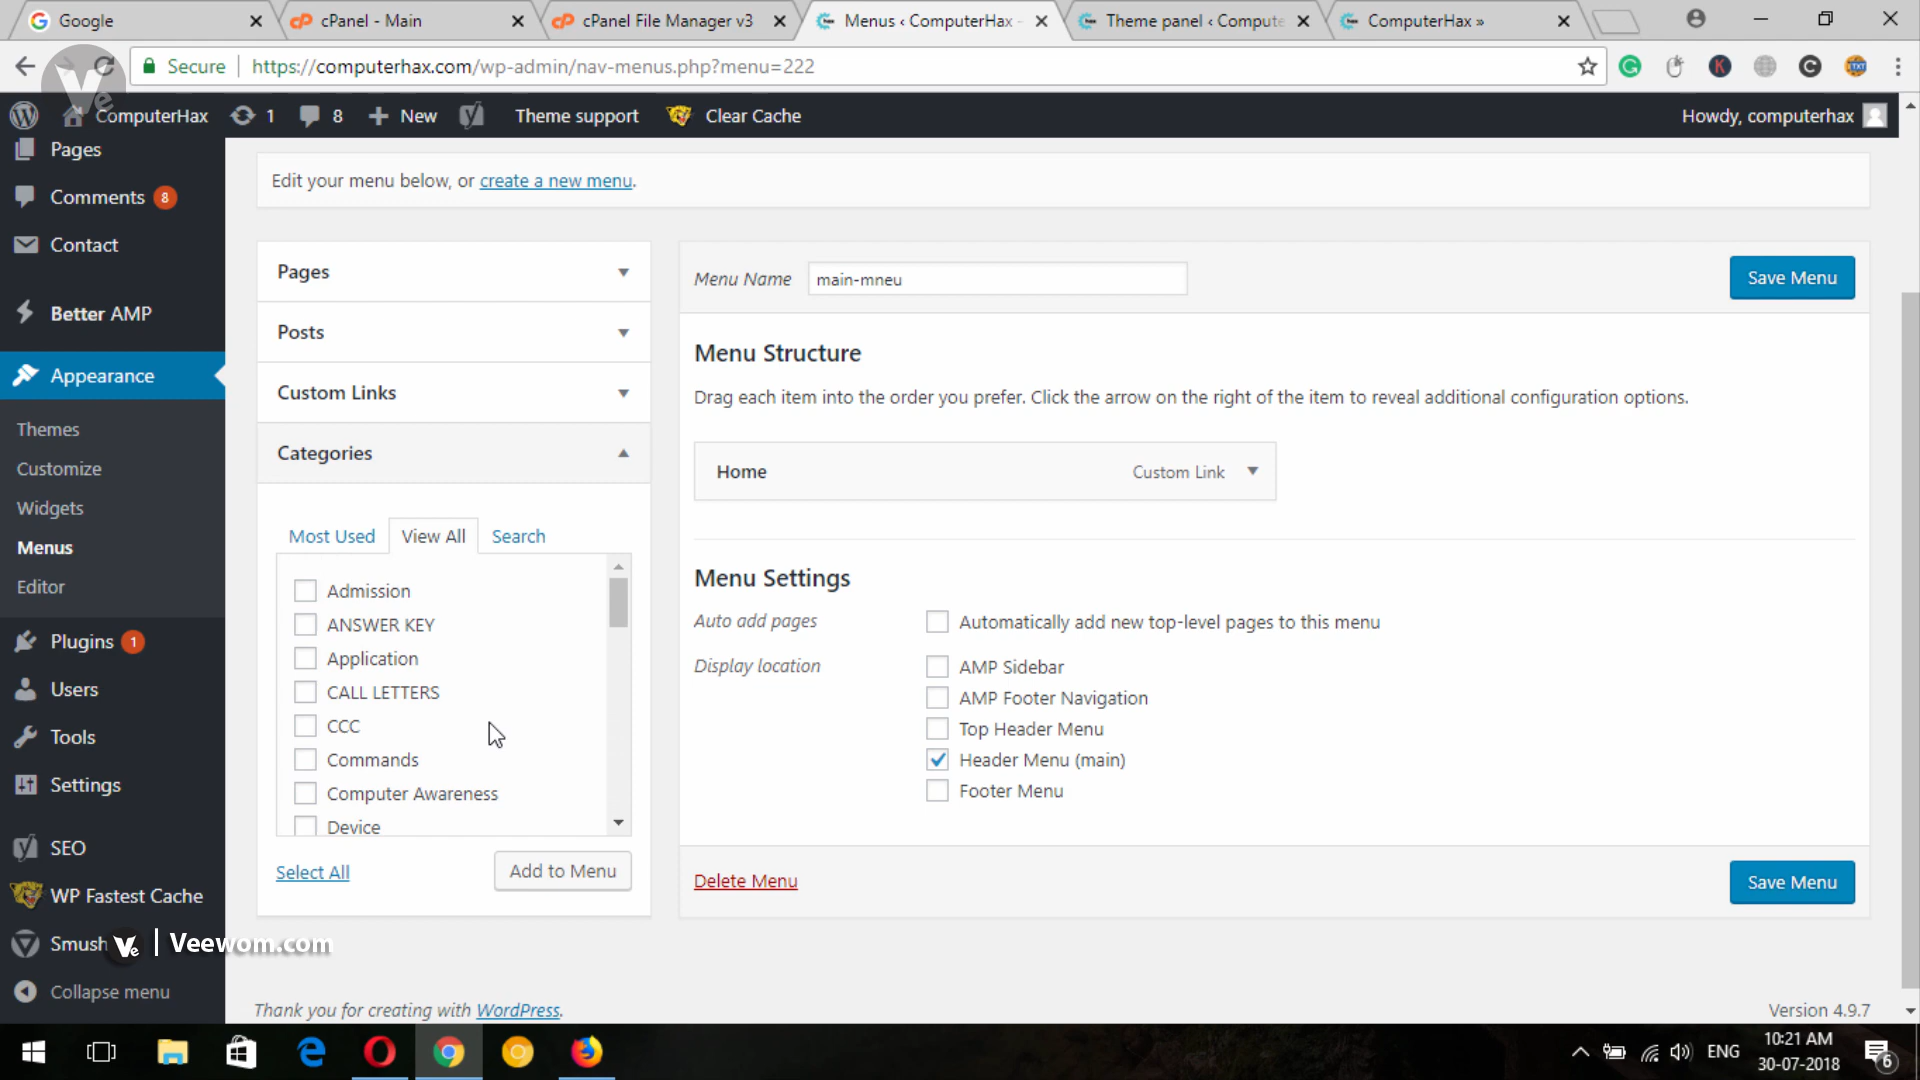 Google
cPanel - Main
cPanel File Manager v3
Menus ‹ ComputerHax -
Theme panel ‹ Compute
ComputerHax »
Secure
https://computerhax.com/wp-admin/nav-menus.php?menu=222
ComputerHax
1
8
New
Theme support
Clear Cache
Howdy, computerhax
Pages
Comments 8
Contact
Better AMP
Appearance
Themes
Customize
Widgets
Menus
Editor
Plugins 1
Users
Tools
Settings
SEO
WP Fastest Cache
Smush
Collapse menu
Ve | Veewom.com
Edit your menu below, or create a new menu.
Pages
Posts
Custom Links
Categories
Most Used
View All
Search
Admission
ANSWER KEY
Application
CALL LETTERS
CCC
Commands
Computer Awareness
Device
Select All
Add to Menu
Menu Name
main-mneu
Save Menu
Menu Structure
Drag each item into the order you prefer. Click the arrow on the right of the item to reveal additional configuration options.
Home
Custom Link
Menu Settings
Auto add pages
Automatically add new top-level pages to this menu
Display location
AMP Sidebar
AMP Footer Navigation
Top Header Menu
Header Menu (main)
Footer Menu
Delete Menu
Save Menu
Thank you for creating with WordPress.
Version 4.9.7
ENG
10:21 AM
30-07-2018
6